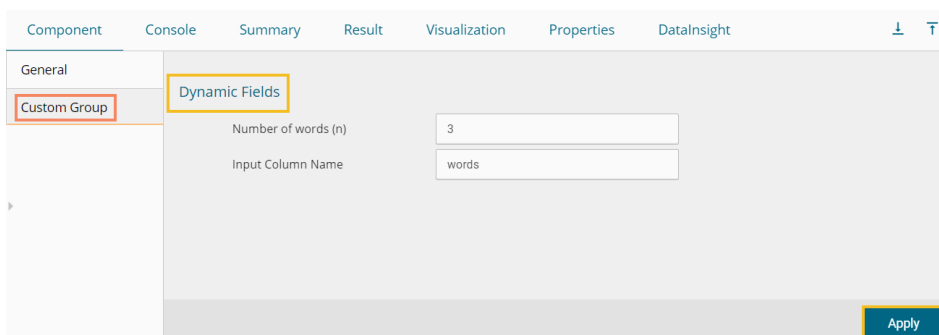 Component Console Summary Result Visualization Properties DataInsight
General
Custom Group
Dynamic Fields
Number of words (n) 3
Input Column Name words
Apply